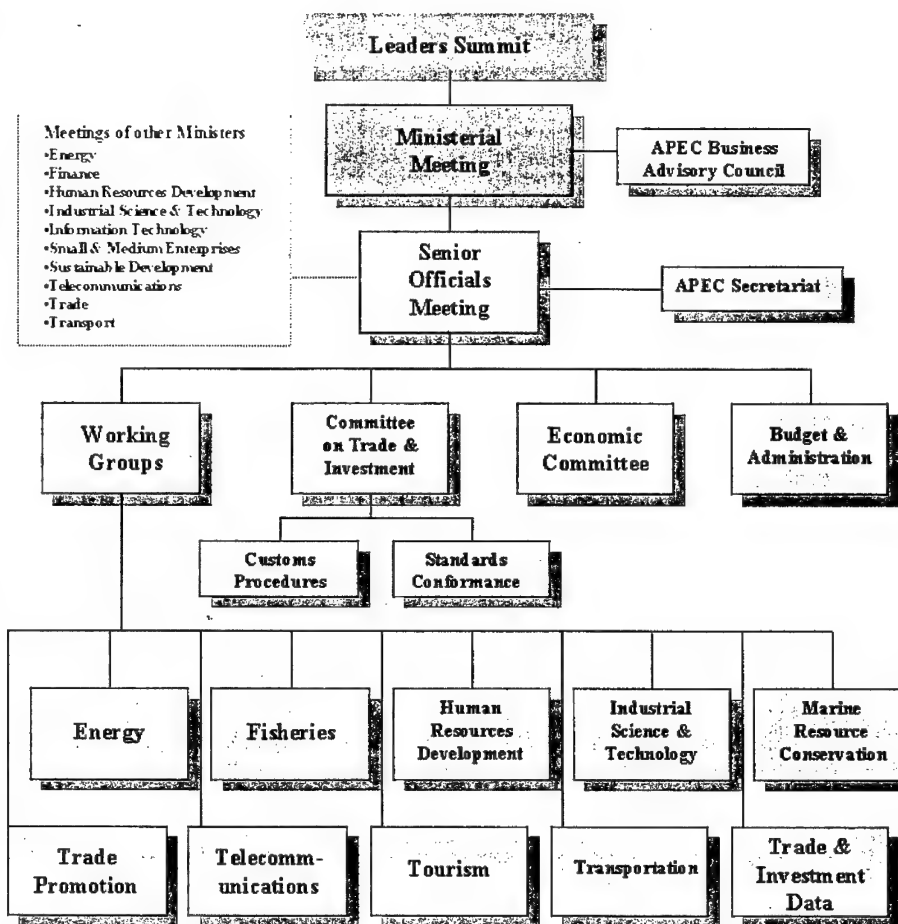 Leaders Summit
Ministerial
Meeting
APEC Business
Advisory Council
Meetings of other Ministers
•Energy
•Finance
•Human Resources Development
•Industrial Science & Technology
•Information Technology
•Small & Medium Enterprises
•Sustainable Development
•Telecommunications
•Trade
•Transport
Senior
Officials
Meeting
APEC Secretariat
Working
Groups
Committee
on Trade &
Investment
Economic
Committee
Budget &
Administration
Customs
Procedures
Standards
Conformance
Energy
Fisheries
Human
Resources
Development
Industrial
Science &
Technology
Marine
Resource
Conservation
Trade
Promotion
Telecomm-
unications
Tourism
Transportation
Trade &
Investment
Data